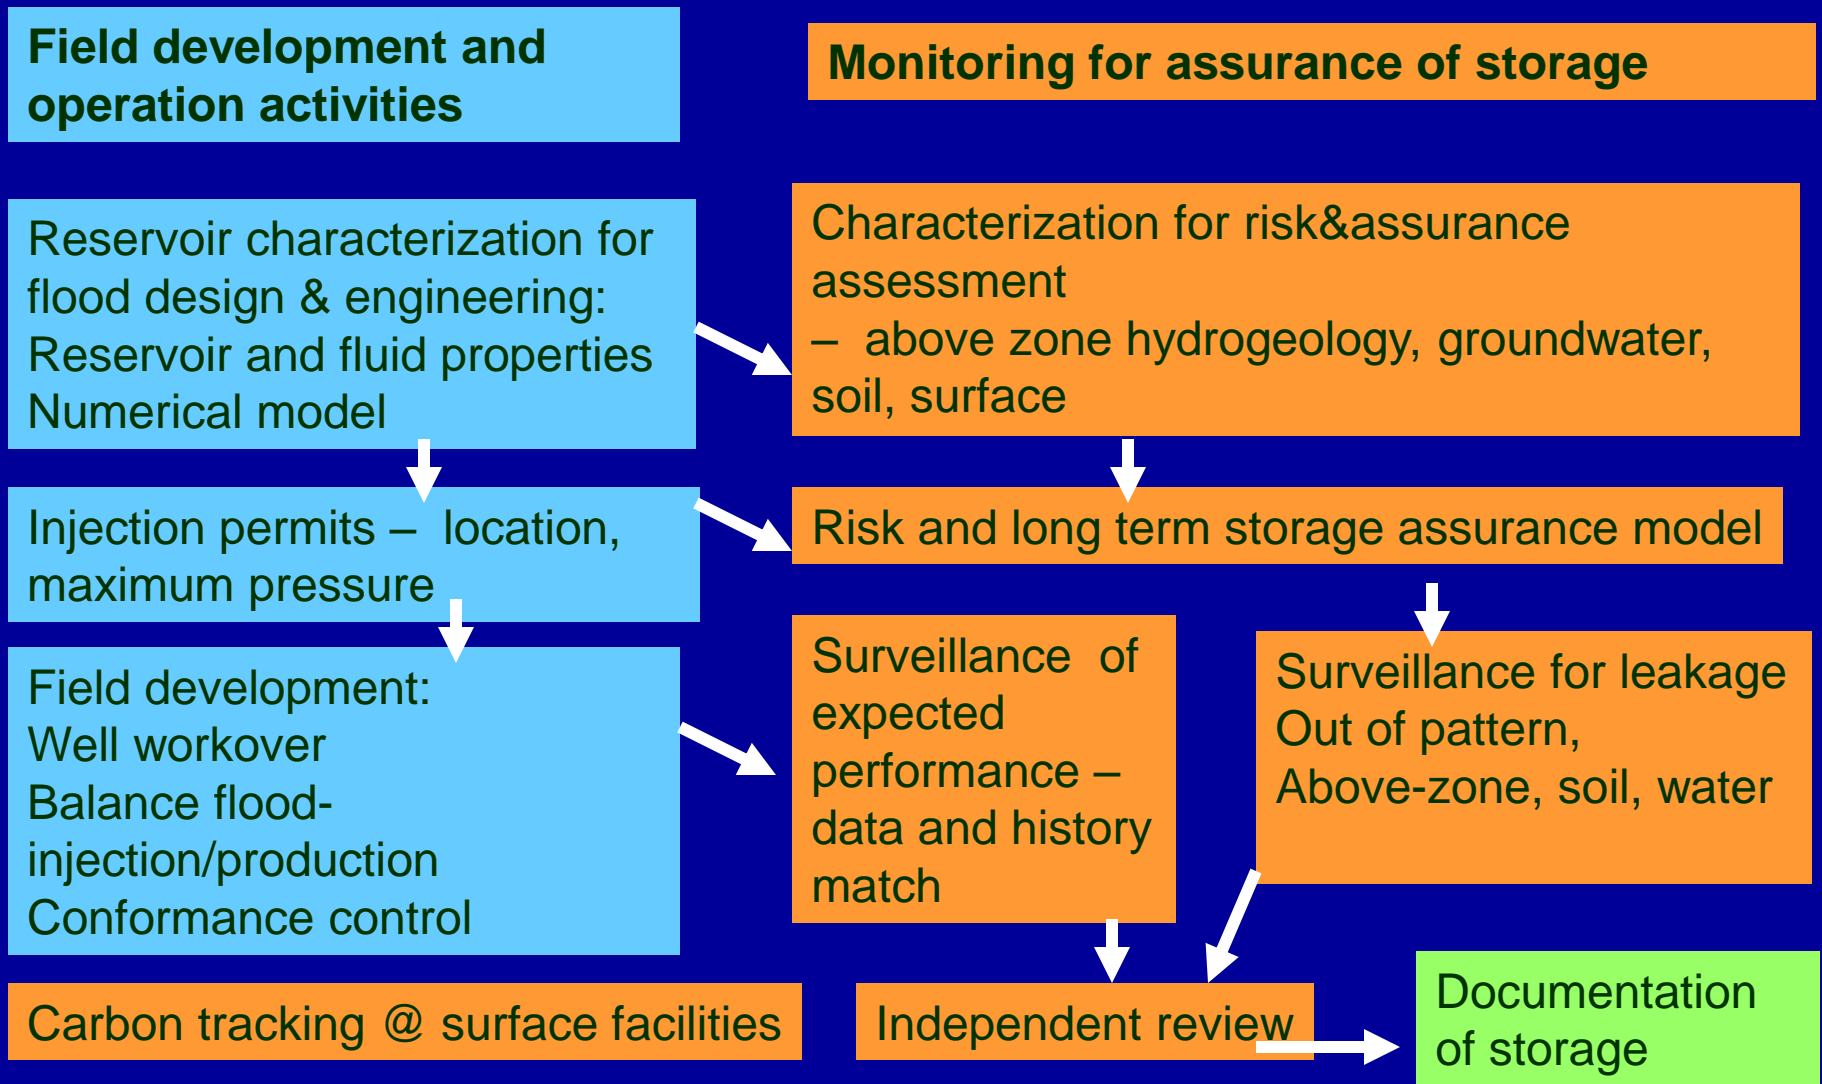 Field development and
operation activities
Monitoring for assurance of storage
Reservoir characterization for
flood design & engineering:
Reservoir and fluid properties
Numerical model
Characterization for risk&assurance
assessment
– above zone hydrogeology, groundwater,
soil, surface
Injection permits – location,
maximum pressure
Risk and long term storage assurance model
Field development:
Well workover
Balance flood-
injection/production
Conformance control
Surveillance of
expected
performance –
data and history
match
Surveillance for leakage
Out of pattern,
Above-zone, soil, water
Carbon tracking @ surface facilities
Independent review
Documentation
of storage